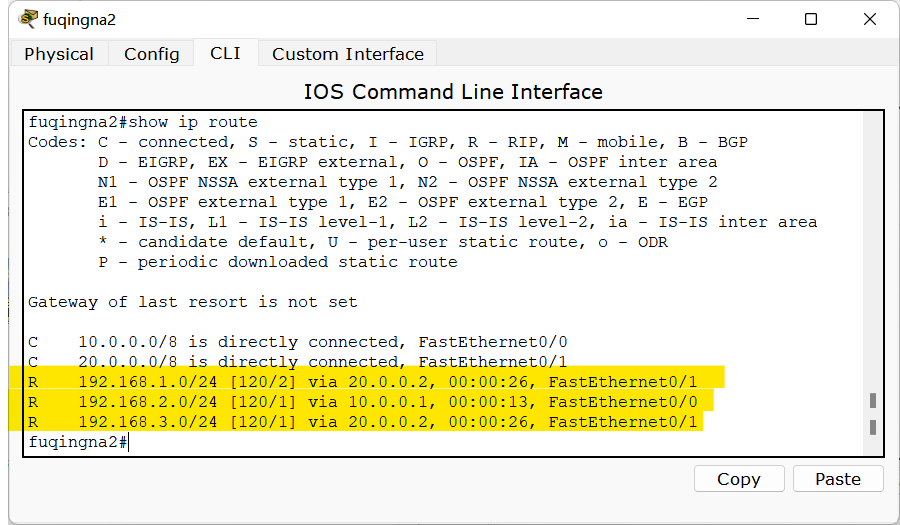 fuqingna2
Physical Config CLI Custom Interface
IOS Command Line Interface
fuqingna2#show ip route
Codes: C - connected, S - static, I - IGRP, R - RIP, M - mobile, B - BGP
D - EIGRP, EX - EIGRP external, O - OSPF, IA - OSPF inter area
N1 - OSPF NSSA external type 1, N2 - OSPF NSSA external type 2
E1 - OSPF external type 1, E2 - OSPF external type 2, E - EGP
i - IS-IS, L1 - IS-IS level-1, L2 - IS-IS level-2, ia - IS-IS inter area
* - candidate default, U - per-user static route, o - ODR
P - periodic downloaded static route
Gateway of last resort is not set
C 10.0.0.0/8 is directly connected, FastEthernet0/0
C 20.0.0.0/8 is directly connected, FastEthernet0/1
R 192.168.1.0/24 [120/2] via 20.0.0.2, 00:00:26, FastEthernet0/1
R 192.168.2.0/24 [120/1] via 10.0.0.1, 00:00:13, FastEthernet0/0
R 192.168.3.0/24 [120/1] via 20.0.0.2, 00:00:26, FastEthernet0/1
fuqingna2#
Copy Paste